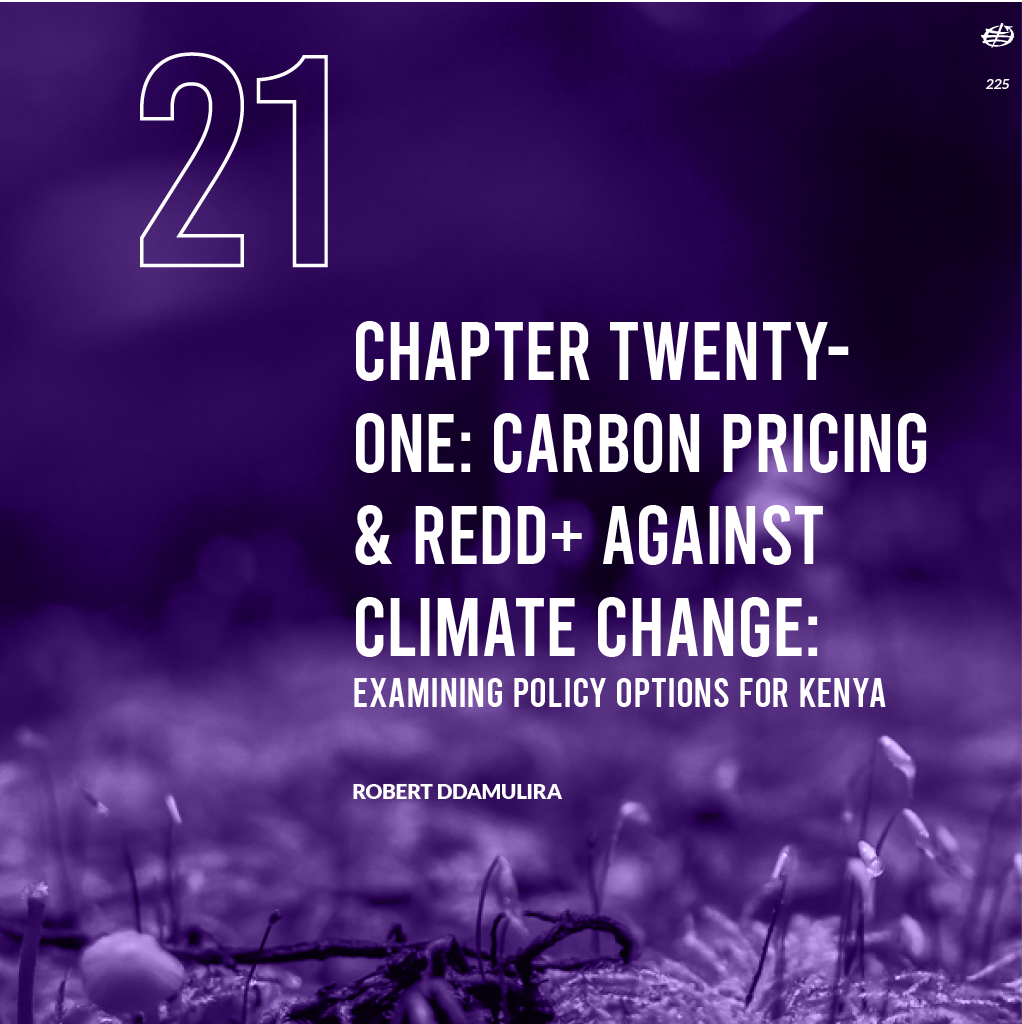 225
21
CHAPTER TWENTY-
ONE: CARBON PRICING
& REDD+ AGAINST
CLIMATE CHANGE:
EXAMINING POLICY OPTIONS FOR KENYA
ROBERT DDAMULIRA